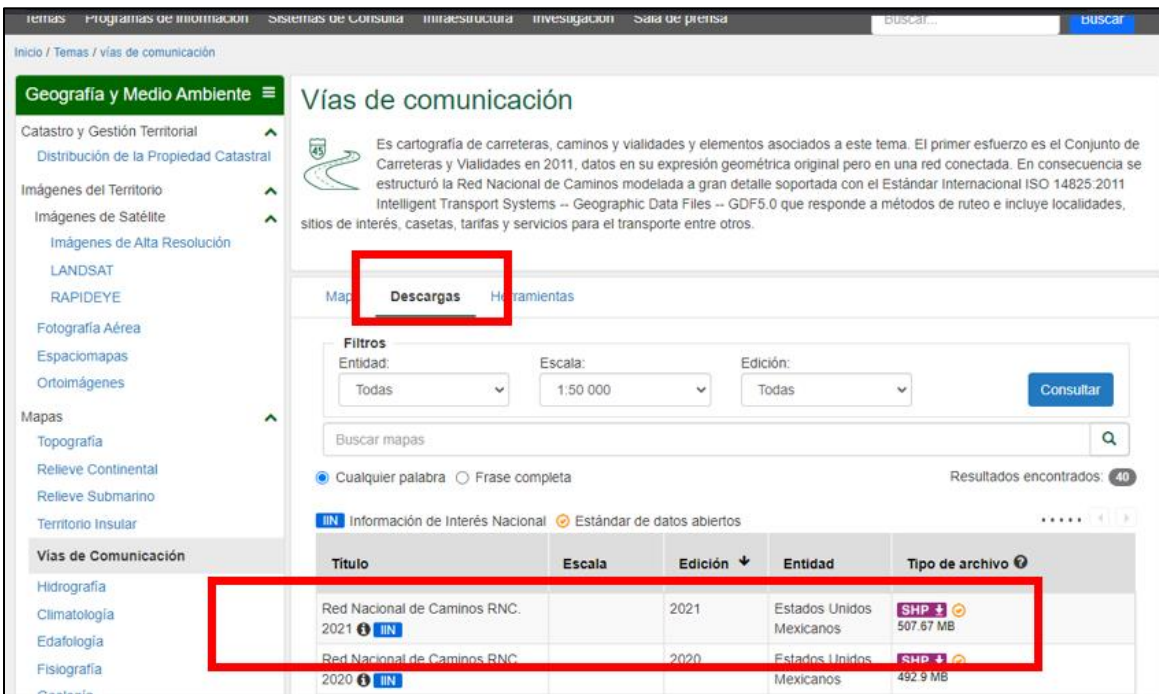 Temas Programas de Información Sistemas de Consulta Infraestructura Investigación Sala de prensa Buscar... Buscar
Inicio / Temas / vías de comunicación
Geografía y Medio Ambiente
Catastro y Gestión Territorial
Distribución de la Propiedad Catastral
Imágenes del Territorio
Imágenes de Satélite
Imágenes de Alta Resolución
LANDSAT
RAPIDEYE
Fotografía Aérea
Espaciomapas
Ortoimágenes
Mapas
Topografía
Relieve Continental
Relieve Submarino
Territorio Insular
Vías de Comunicación
Hidrografía
Climatología
Edafología
Fisiografía
Vías de comunicación
45
Es cartografía de carreteras, caminos y vialidades y elementos asociados a este tema. El primer esfuerzo es el Conjunto de
Carreteras y Vialidades en 2011, datos en su expresión geométrica original pero en una red conectada. En consecuencia se
estructuró la Red Nacional de Caminos modelada a gran detalle soportada con el Estándar Internacional ISO 14825:2011
Intelligent Transport Systems -- Geographic Data Files -- GDF5.0 que responde a métodos de ruteo e incluye localidades,
sitios de interés, casetas, tarifas y servicios para el transporte entre otros.
Map Descargas Herramientas
Filtros
Entidad: Escala: Edición:
Todas 1:50 000 Todas Consultar
Buscar mapas
Cualquier palabra Frase completa Resultados encontrados: 40
IIN Información de Interés Nacional Estándar de datos abiertos
Título Escala Edición Entidad Tipo de archivo
Red Nacional de Caminos RNC. 2021 Estados Unidos SHP
2021 IIN Mexicanos 507.67 MB
Red Nacional de Caminos RNC 2020 Estados Unidos SHP
2020 IIN Mexicanos 492.9 MB